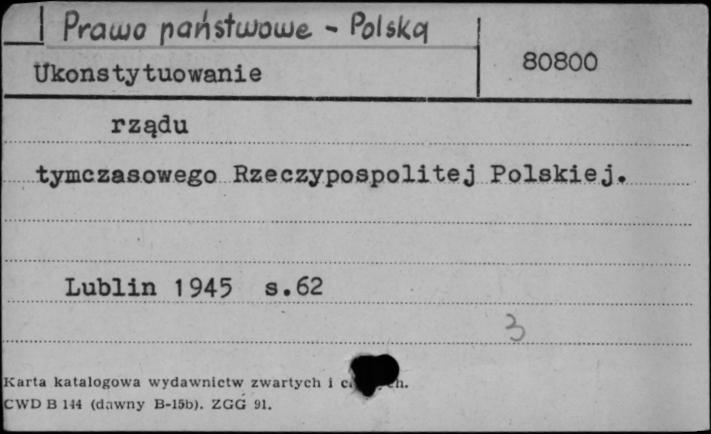 Prawo państwowe - Polska
Ukonstytuowanie
80800
rządu
tymczasowego Rzeczypospolitej Polskiej.
Lublin 1945 s.62
3
Karta katalogowa wydawnictw zwartych i
CWD B 144 (dawny B-15b). ZGG 91.